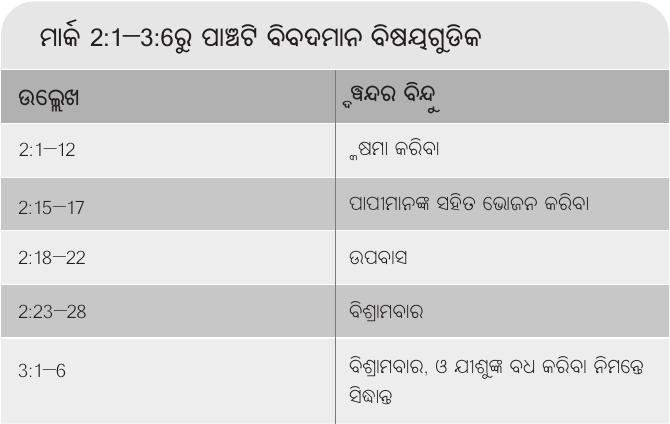 ମାର୍କ 2:1—3:6ରୁ ପାଞ୍ଚଟି ବିବଦମାନ ବିଷୟଗୁଡିକ
ଉଲ୍ଲେଖ ଦ୍ୱନ୍ଦର ବିନ୍ଦୁ
2:1—12 କ୍ଷମା କରିବା
2:15—17 ପାପୀମାନଙ୍କ ସହିତ ଭୋଜନ କରିବା
2:18—22 ଉପବାସ
2:23—28 ବିଶ୍ରାମବାର
3:1—6 ବିଶ୍ରାମବାର, ଓ ଯୀଶୁଙ୍କ ବଧ କରିବା ନିମନ୍ତେ
ସିଦ୍ଧାନ୍ତ